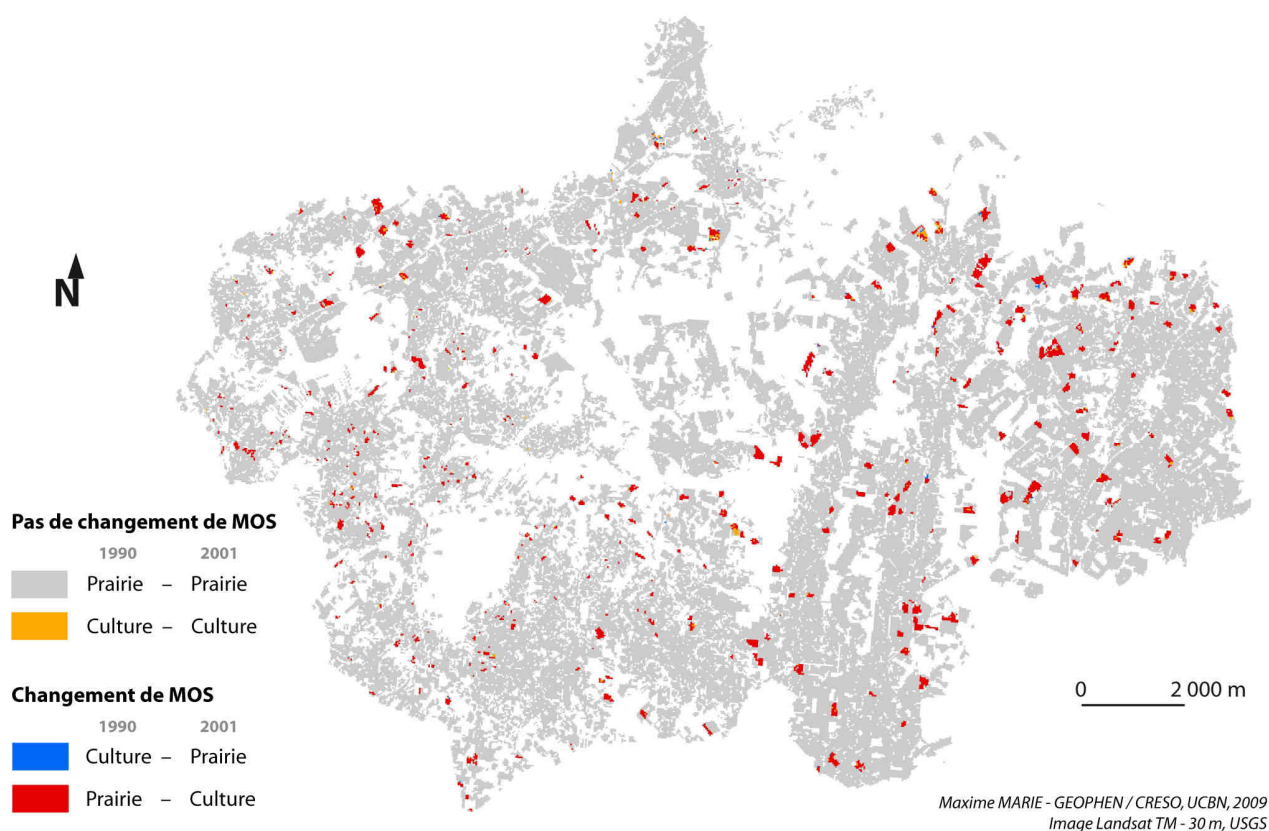 N
Pas de changement de MOS
1990 2001
Prairie – Prairie
Culture – Culture
Changement de MOS
1990 2001
Culture – Prairie
Prairie – Culture
0 2 000 m
Maxime MARIE - GEOPHEN / CRESO, UCBN, 2009
Image Landsat TM - 30 m, USGS